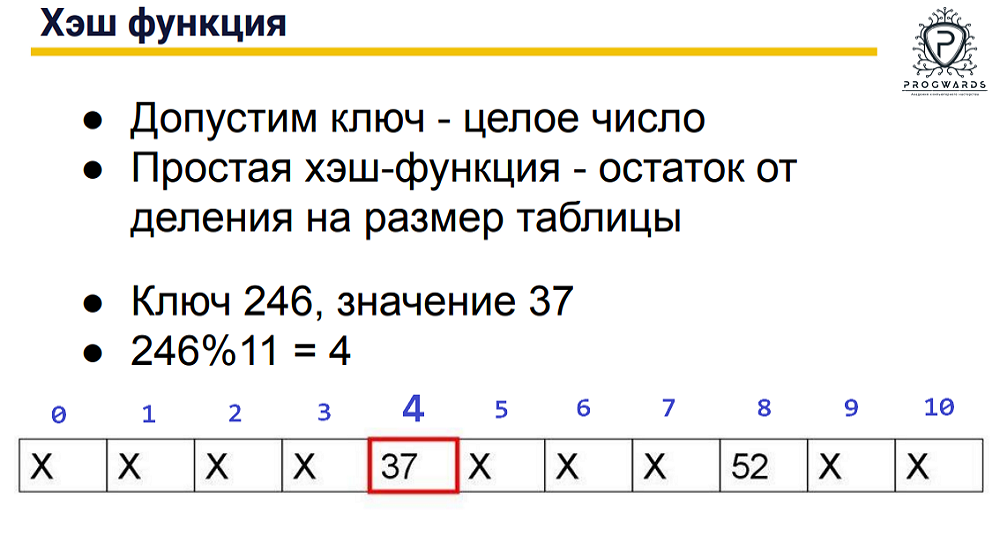 Хэш функция
PROGWARDS
● Допустим ключ - целое число
● Простая хэш-функция - остаток от
деления на размер таблицы
● Ключ 246, значение 37
● 246%11 = 4
0 1 2 3 4 5 6 7 8 9 10
X X X X 37 X X X 52 X X